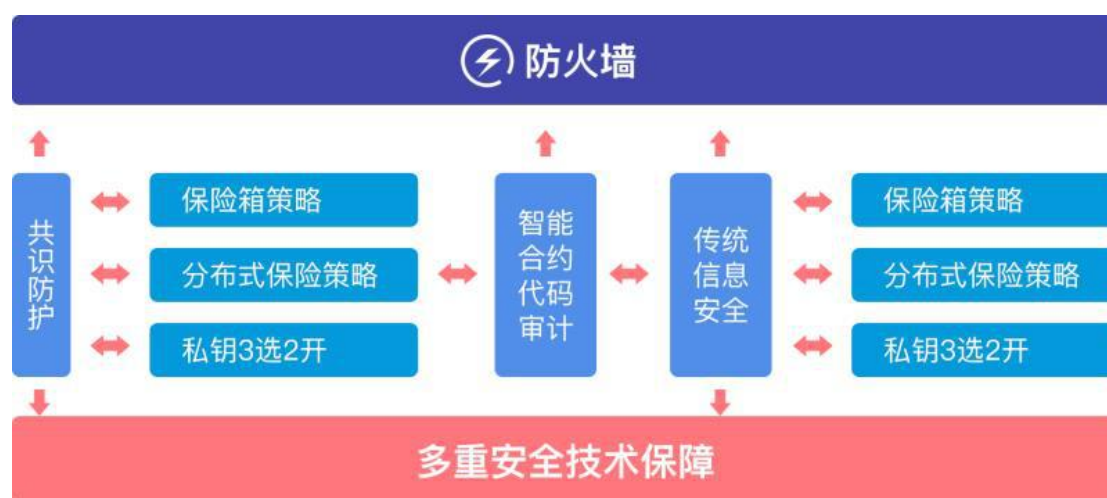 防火墙
共
识
防
护
保险箱策略
分布式保险策略
私钥3选2开
智能
合约
代码
审计
传统
信息
安全
保险箱策略
分布式保险策略
私钥3选2开
多重安全技术保障